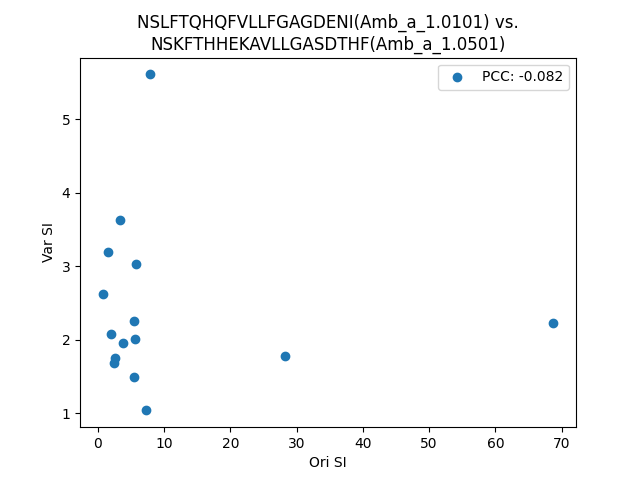 NSLFTQHQFVLLFGAGDENI(Amb_a_1.0101) vs.
NSKFTHHEKAVLLGASDTHF(Amb_a_1.0501)
PCC: -0.082
Var SI
5
4
3
2
1
0 10 20 30 40 50 60 70
Ori SI